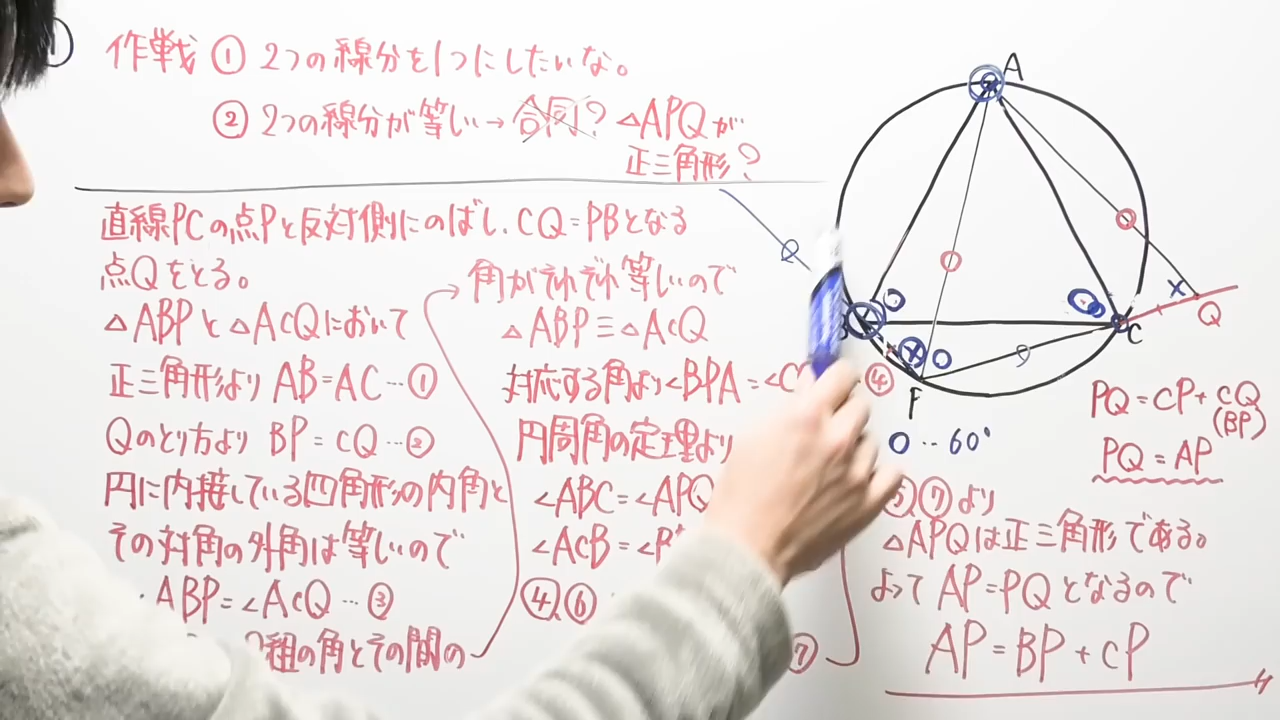 作戦 ① 2つの線分を1つにしたいな。
② 2つの線分が等しい→合同? △APQが
正三角形?
直線PCの点Pと反対側にのばし、CQ=PBとなる
点Qをとる。
△ABPと△ACQにおいて
正三角形より AB=AC…①
Qのとり方より BP=CQ…②
円に内接している四角形の内角と
その対角の外角は等しいので
ABP=∠ACQ…③
組の角とその間の
角がそれぞれ等しいので
△ABP≡△ACQ
対応する角より∠BPA=∠C
④
円周角の定理より
∠ABC=∠APQ
∠ACB=∠
④⑥
⑦
⑤⑦より
△APQは正三角形である。
よって AP=PQとなるので
AP=BP+CP
A
B
C
P
Q
○‥60°
PQ=CP+CQ
(BP)
PQ=AP